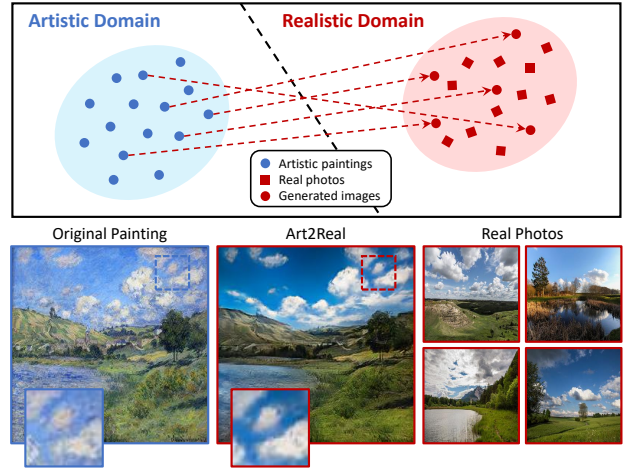 Artistic Domain
Realistic Domain
Artistic paintings
Real photos
Generated images
Original Painting
Art2Real
Real Photos